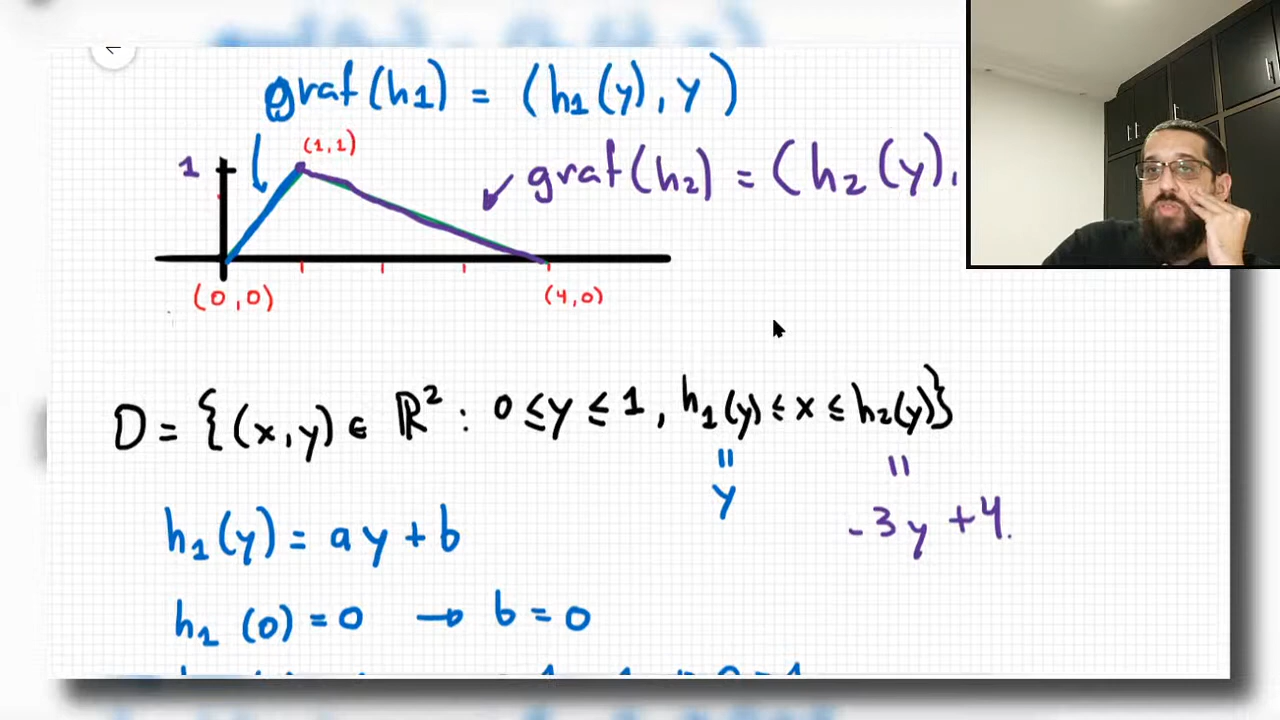 graf(h1) = (h1(y), y)
(1,1)
1
graf(h2) = (h2(y),
(0,0)
(4,0)
D = {(x,y) ∈ ℝ² : 0 ≤ y ≤ 1, h1(y) ≤ x ≤ h2(y)}
=
=
y
-3y + 4.
h1(y) = ay + b
h1(0) = 0 → b = 0